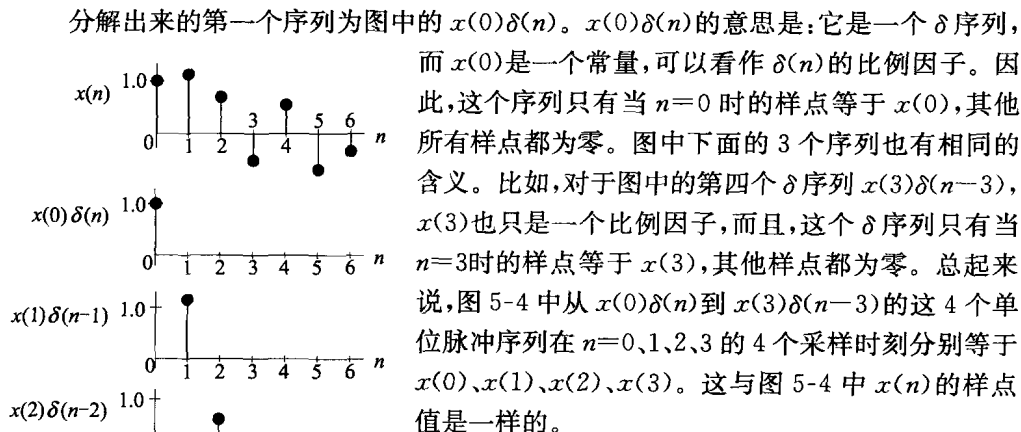 分解出来的第一个序列为图中的 x(0)δ(n)。x(0)δ(n)的意思是:它是一个 δ 序列,
而 x(0)是一个常量,可以看作 δ(n)的比例因子。因
此,这个序列只有当 n=0 时的样点等于 x(0),其他
所有样点都为零。图中下面的 3 个序列也有相同的
含义。比如,对于图中的第四个 δ 序列 x(3)δ(n−3),
x(3)也只是一个比例因子,而且,这个 δ 序列只有当
n=3时的样点等于 x(3),其他样点都为零。总起来
说,图 5-4 中从 x(0)δ(n)到 x(3)δ(n−3)的这 4 个单
位脉冲序列在 n=0、1、2、3 的 4 个采样时刻分别等于
x(0)、x(1)、x(2)、x(3)。这与图 5-4 中 x(n)的样点
值是一样的。
x(n) 1.0
0 1 2 3 4 5 6 n
x(0)δ(n) 1.0
0 1 2 3 4 5 6 n
x(1)δ(n-1) 1.0
0 1 2 3 4 5 6 n
x(2)δ(n-2) 1.0